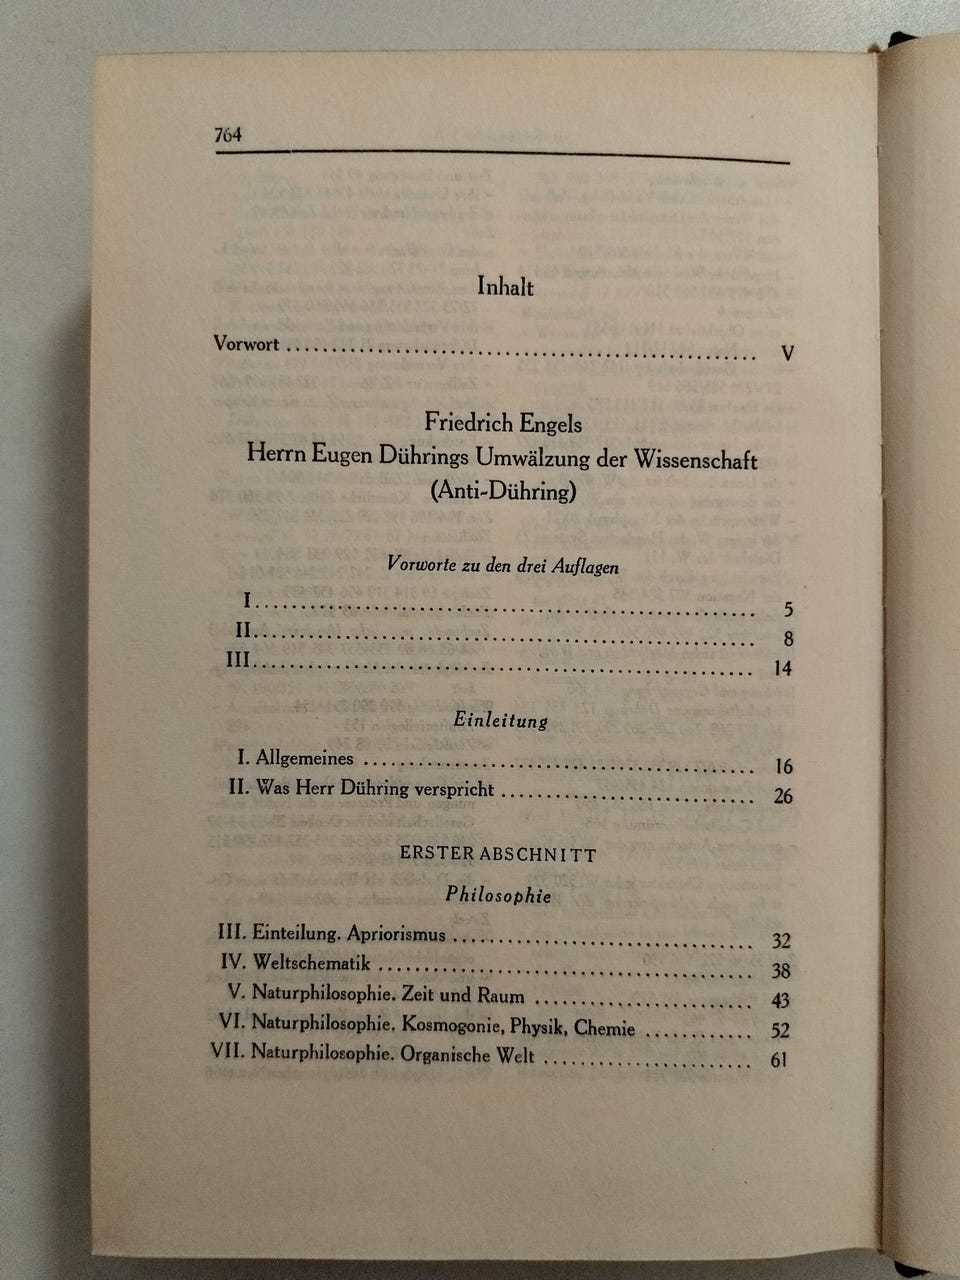 764
Inhalt
Vorwort .................................................. V
Friedrich Engels
Herrn Eugen Dührings Umwälzung der Wissenschaft
(Anti-Dühring)
Vorworte zu den drei Auflagen
I .................................................. 5
II .................................................. 8
III .................................................. 14
Einleitung
I. Allgemeines .................................................. 16
II. Was Herr Dühring verspricht ........................... 26
ERSTER ABSCHNITT
Philosophie
III. Einteilung. Apriorismus ........................... 32
IV. Weltschematik .................................. 38
V. Naturphilosophie. Zeit und Raum ................... 43
VI. Naturphilosophie. Kosmogonie, Physik, Chemie ............ 52
VII. Naturphilosophie. Organische Welt ................... 61